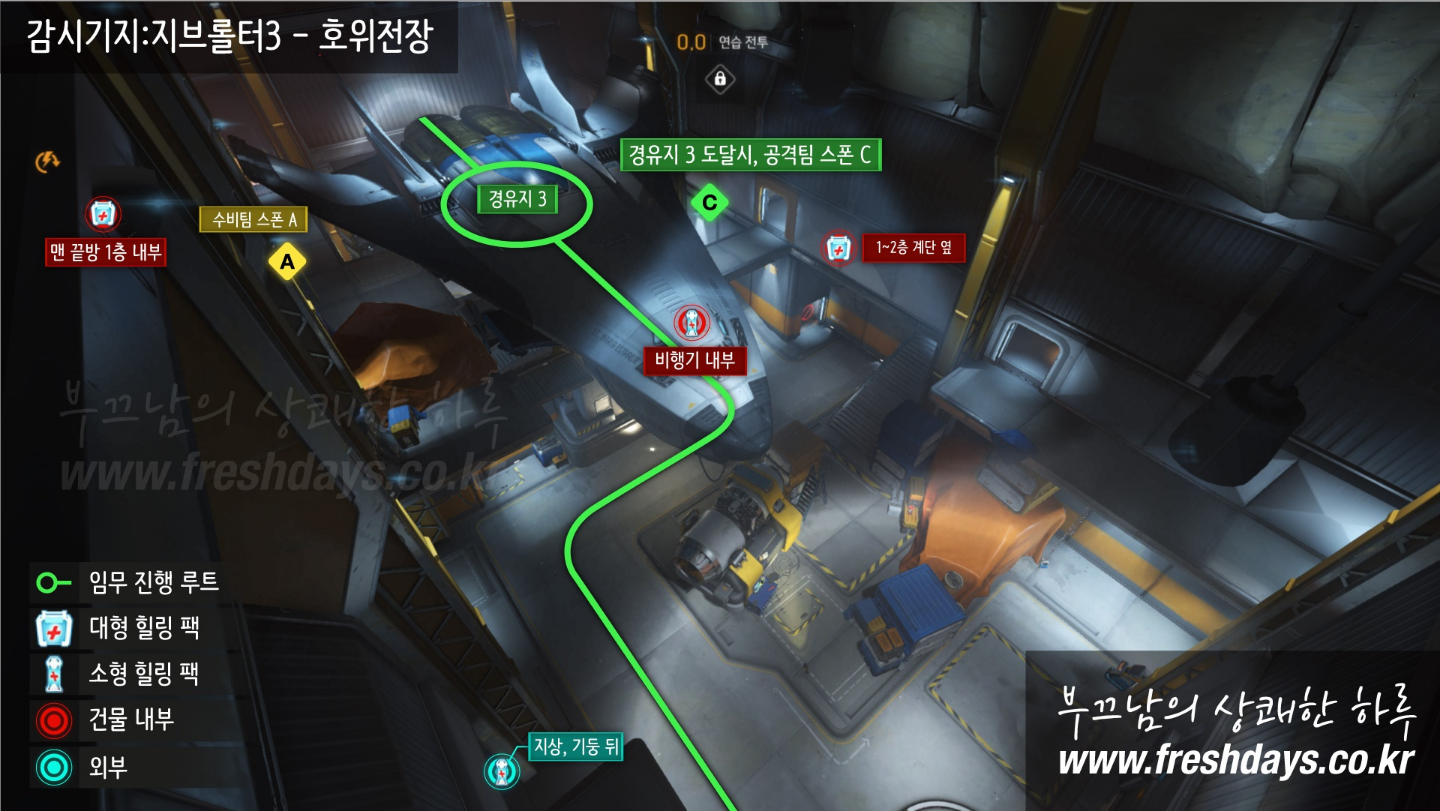 감시기지:지브롤터3 - 호위전장
0.0 연습 전투
경유지 3 도달시, 공격팀 스폰 C
경유지 3
C
수비팀 스폰 A
A
맨 끝방 1층 내부
1~2층 계단 옆
비행기 내부
부끄남의 상쾌한 하루
www.freshdays.co.kr
임무 진행 루트
대형 힐링 팩
소형 힐링 팩
건물 내부
외부
지상, 기둥 뒤
부끄남의 상쾌한 하루
www.freshdays.co.kr